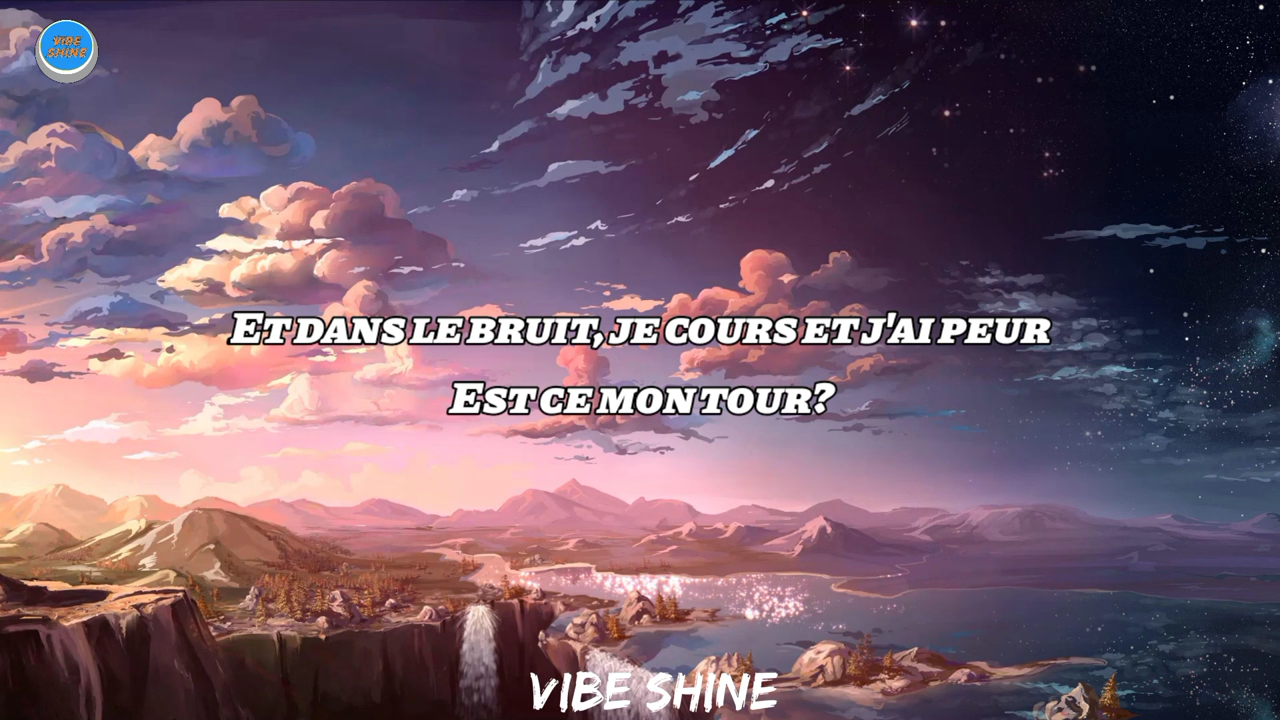 VIBE
SHINE
ET DANS LE BRUIT, JE COURS ET J'AI PEUR
EST CE MON TOUR?
VIBE SHINE